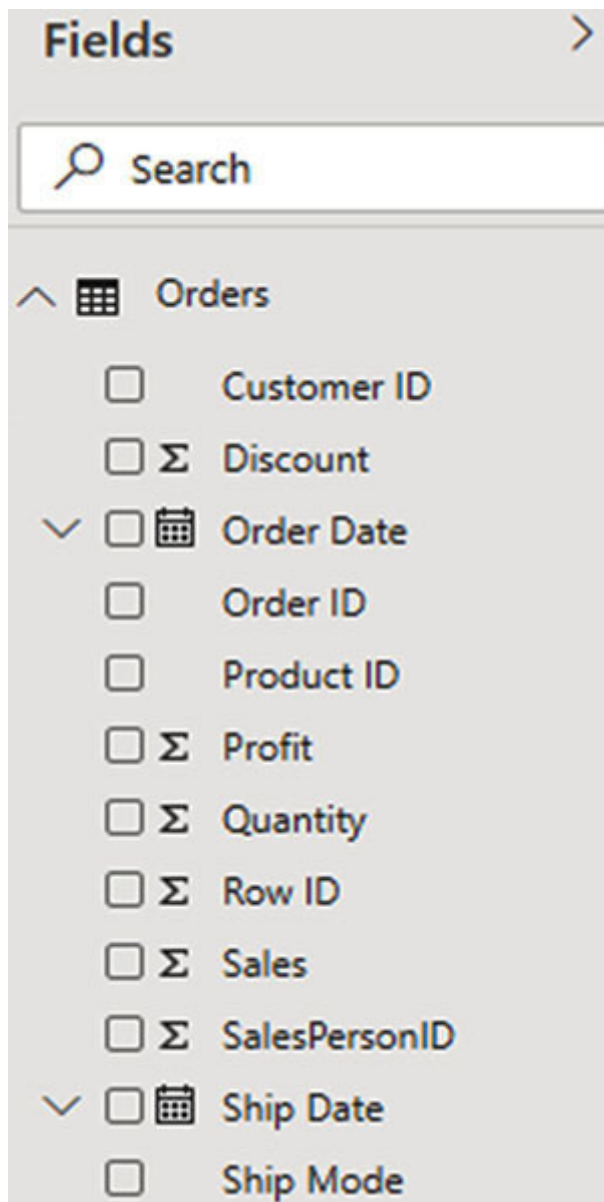 Fields
Search
Orders
Customer ID
Σ Discount
Order Date
Order ID
Product ID
Σ Profit
Σ Quantity
Σ Row ID
Σ Sales
Σ SalesPersonID
Ship Date
Ship Mode